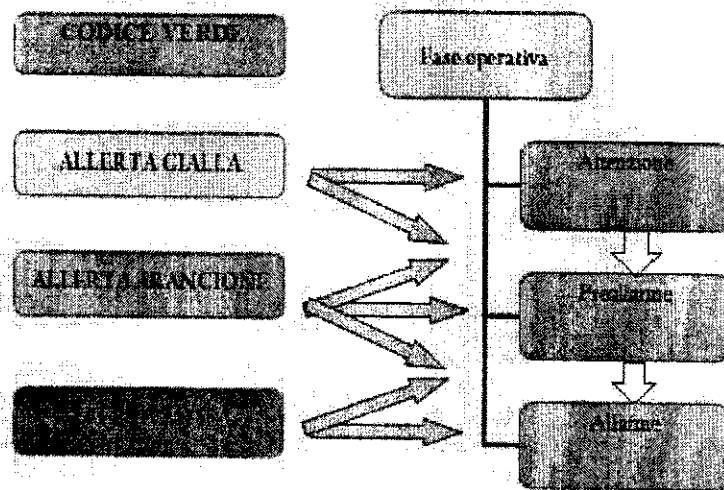 CODICE VERDE
Fase operativa
ALLERTA GIALLA
Attenzione
ALLERTA ARANCIONE
Preallarme
Allarme